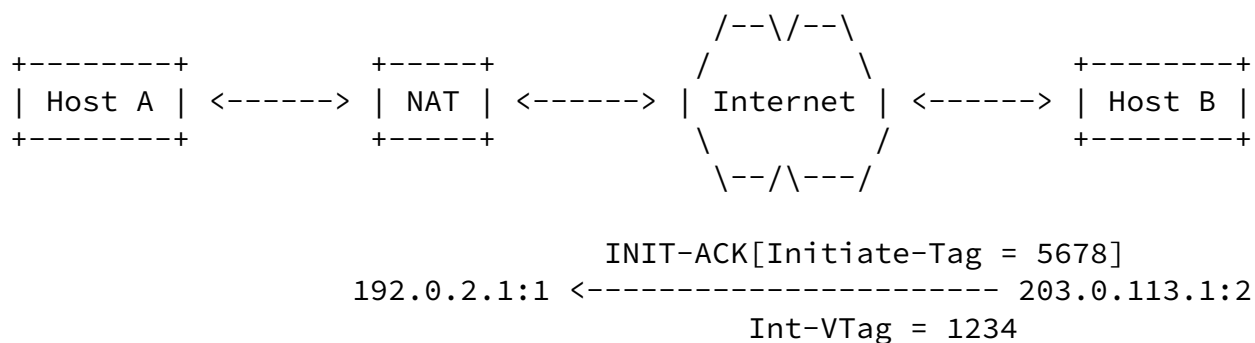 /--\/--\
+--------+ +-----+ / \ +--------+
| Host A | <------> | NAT | <------> | Internet | <------> | Host B |
+--------+ +-----+ \ / +--------+
\--/\---/
INIT-ACK[Initiate-Tag = 5678]
192.0.2.1:1 <----------------------- 203.0.113.1:2
Int-VTag = 1234